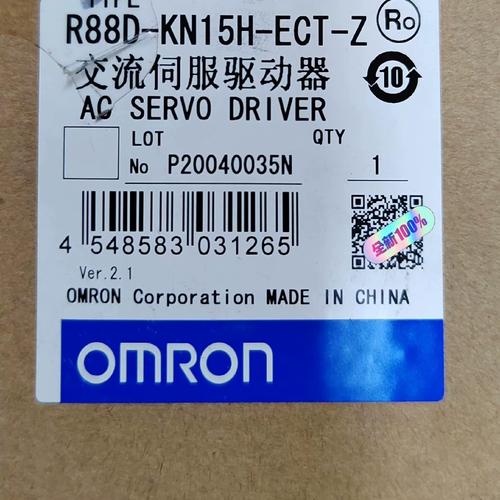 TYPE
R88D-KN15H-ECT-Z
Ro
交流伺服驱动器
10
AC SERVO DRIVER
LOT QTY
No P20040035N 1
4 548583 031265
全新100%
Ver.2.1
OMRON Corporation MADE IN CHINA
OMRON